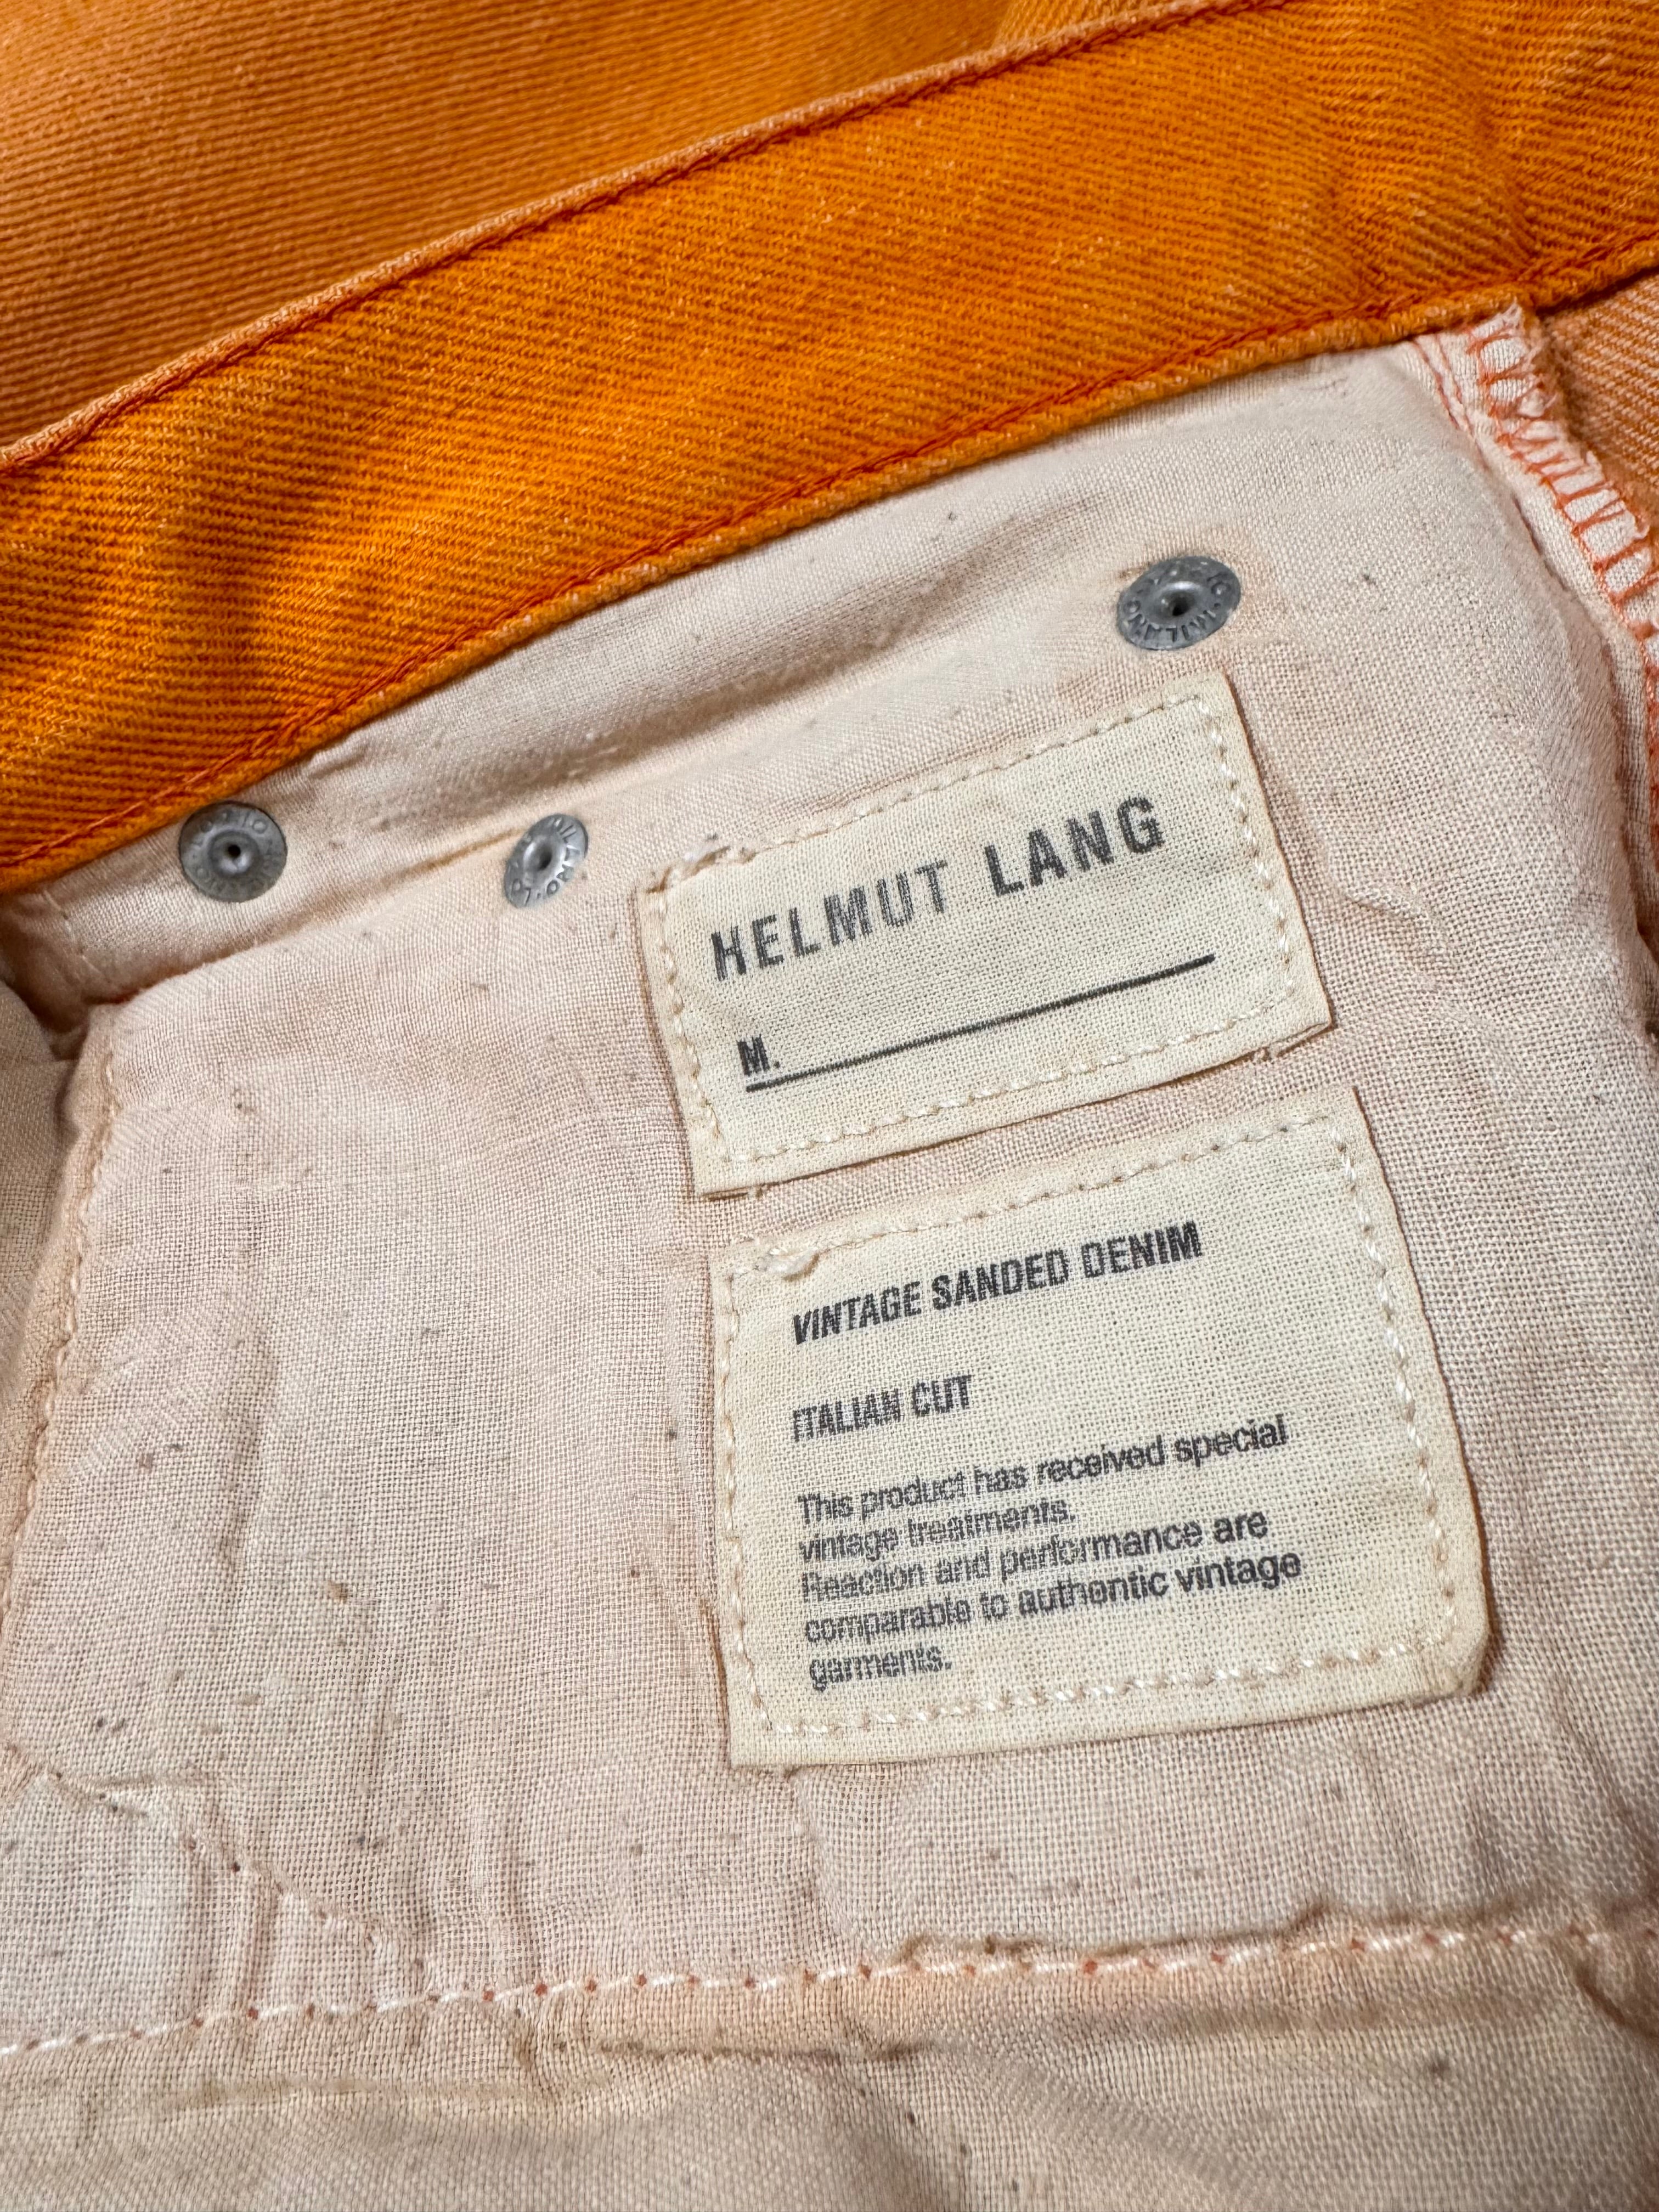 MILANO
HELMUT LANG
M.
VINTAGE SANDED DENIM
ITALIAN CUT
This product has received special
vintage treatments.
Reaction and performance are
comparable to authentic vintage
garments.